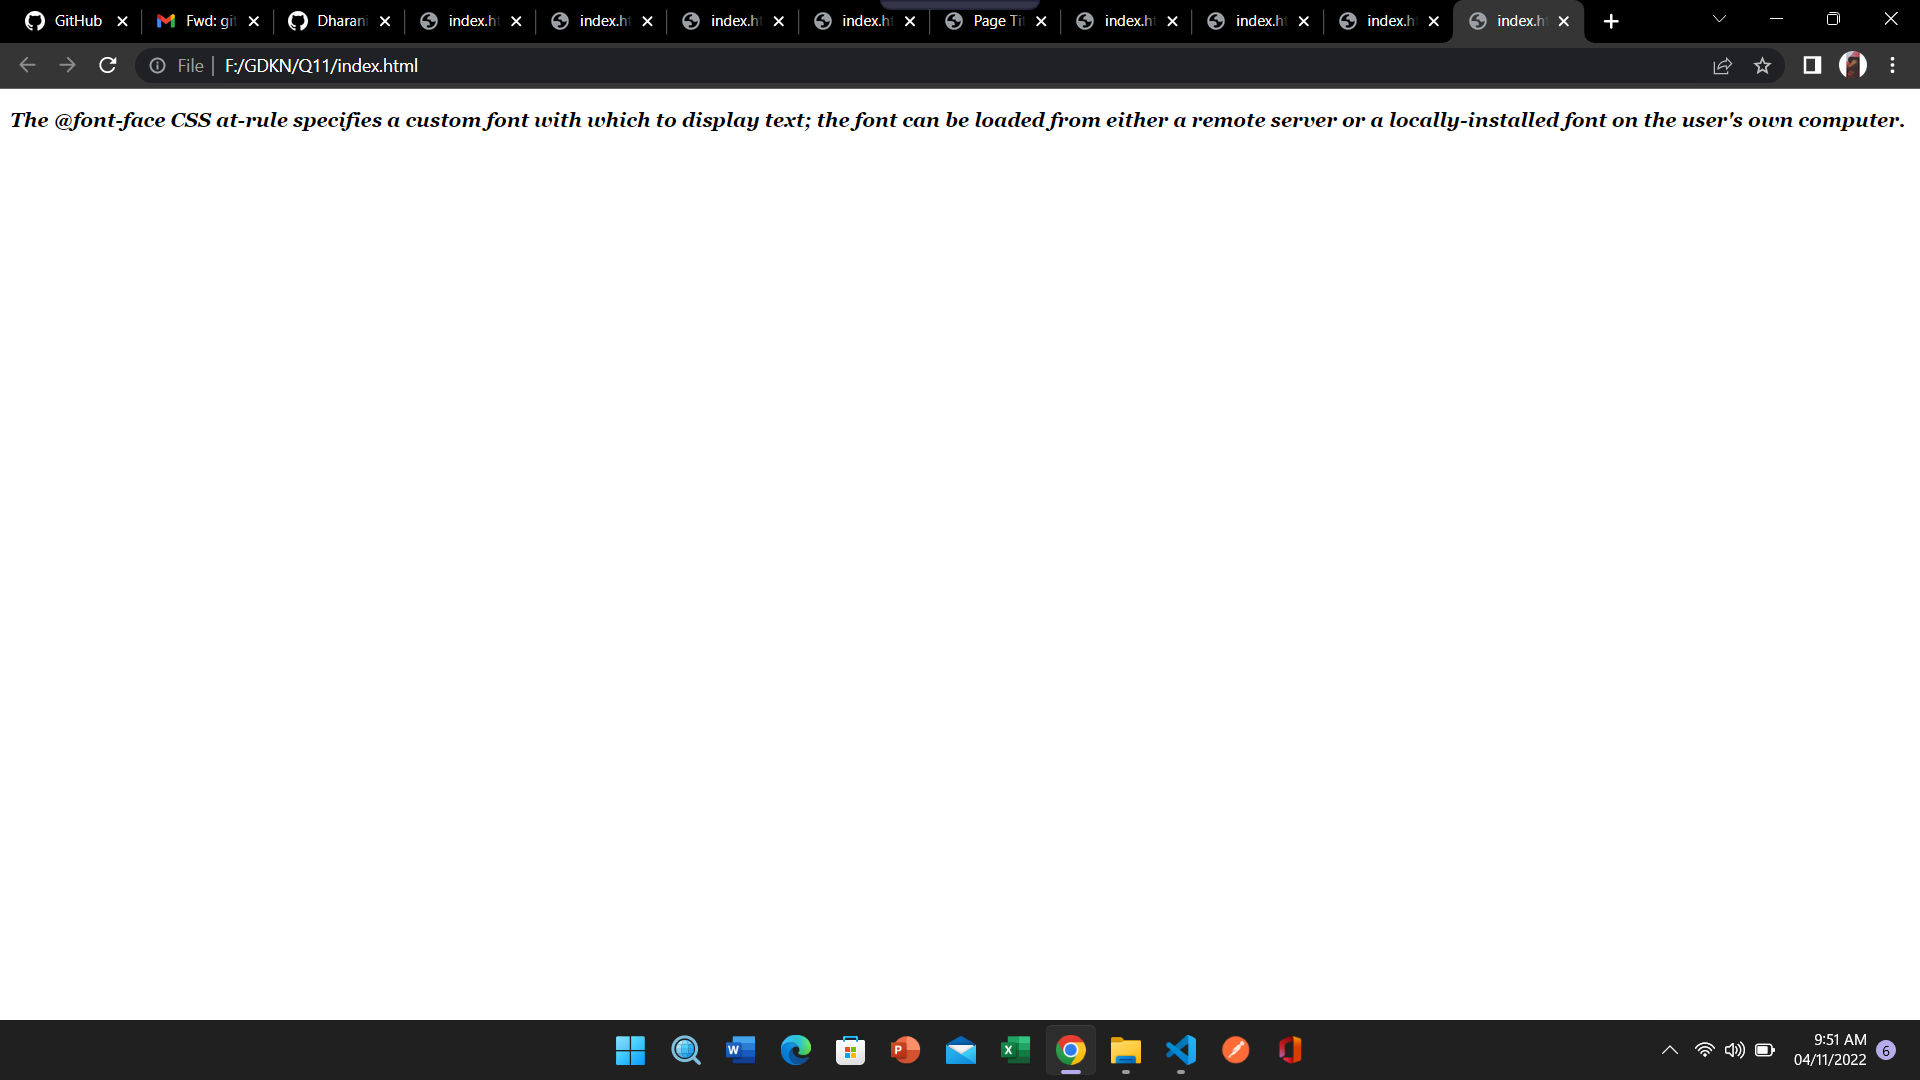 GitHub Fwd: git Dharani index.ht index.ht index.ht index.ht Page Tit index.ht index.ht index.ht index.ht
File F:/GDKN/Q11/index.html
The @font-face CSS at-rule specifies a custom font with which to display text; the font can be loaded from either a remote server or a locally-installed font on the user's own computer.
9:51 AM
04/11/2022 6